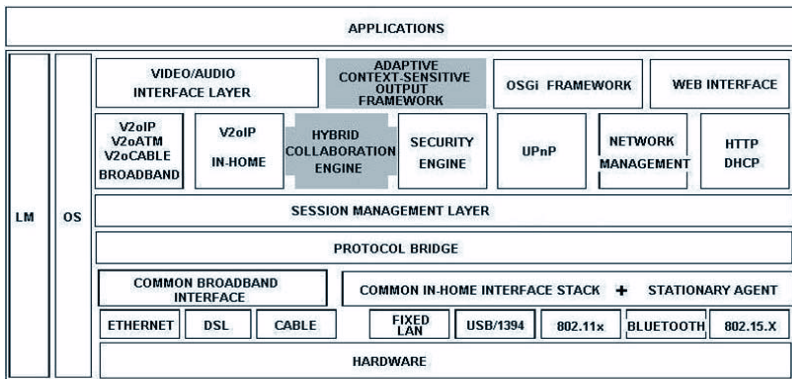 APPLICATIONS
LM
OS
VIDEO/AUDIO
INTERFACE LAYER
ADAPTIVE
CONTEXT-SENSITIVE
OUTPUT
FRAMEWORK
OSGi FRAMEWORK
WEB INTERFACE
V2oIP
V2oATM
V2oCABLE
BROADBAND
V2oIP
IN-HOME
HYBRID
COLLABORATION
ENGINE
SECURITY
ENGINE
UPnP
NETWORK
MANAGEMENT
HTTP
DHCP
SESSION MANAGEMENT LAYER
PROTOCOL BRIDGE
COMMON BROADBAND
INTERFACE
COMMON IN-HOME INTERFACE STACK + STATIONARY AGENT
ETHERNET
DSL
CABLE
FIXED
LAN
USB/1394
802.11x
BLUETOOTH
802.15.X
HARDWARE